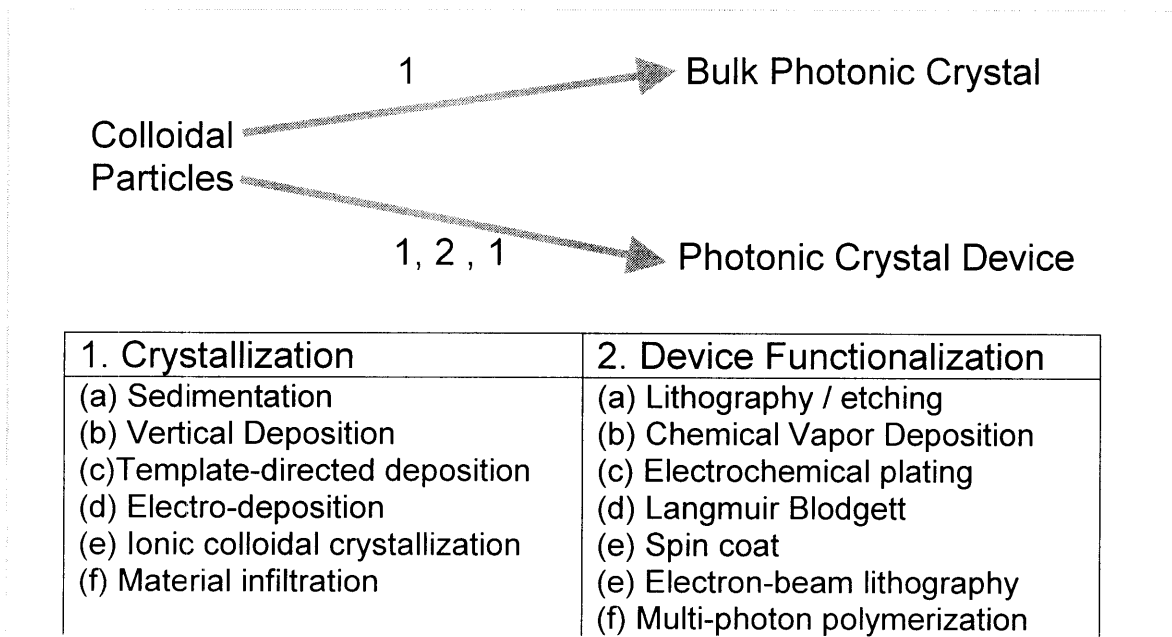 1
Bulk Photonic Crystal
Colloidal
Particles
1, 2 , 1
Photonic Crystal Device
1. Crystallization
(a) Sedimentation
(b) Vertical Deposition
(c)Template-directed deposition
(d) Electro-deposition
(e) Ionic colloidal crystallization
(f) Material infiltration
2. Device Functionalization
(a) Lithography / etching
(b) Chemical Vapor Deposition
(c) Electrochemical plating
(d) Langmuir Blodgett
(e) Spin coat
(e) Electron-beam lithography
(f) Multi-photon polymerization